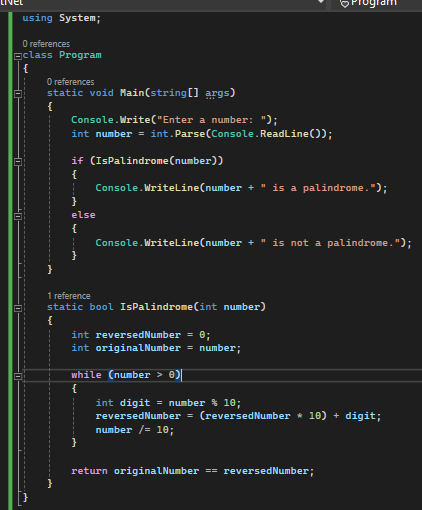 Program
using System;
0 references
class Program
{
0 references
static void Main(string[] args)
{
Console.Write("Enter a number: ");
int number = int.Parse(Console.ReadLine());
if (IsPalindrome(number))
{
Console.WriteLine(number + " is a palindrome.");
}
else
{
Console.WriteLine(number + " is not a palindrome.");
}
}
1 reference
static bool IsPalindrome(int number)
{
int reversedNumber = 0;
int originalNumber = number;
while (number > 0)
{
int digit = number % 10;
reversedNumber = (reversedNumber * 10) + digit;
number /= 10;
}
return originalNumber == reversedNumber;
}
}